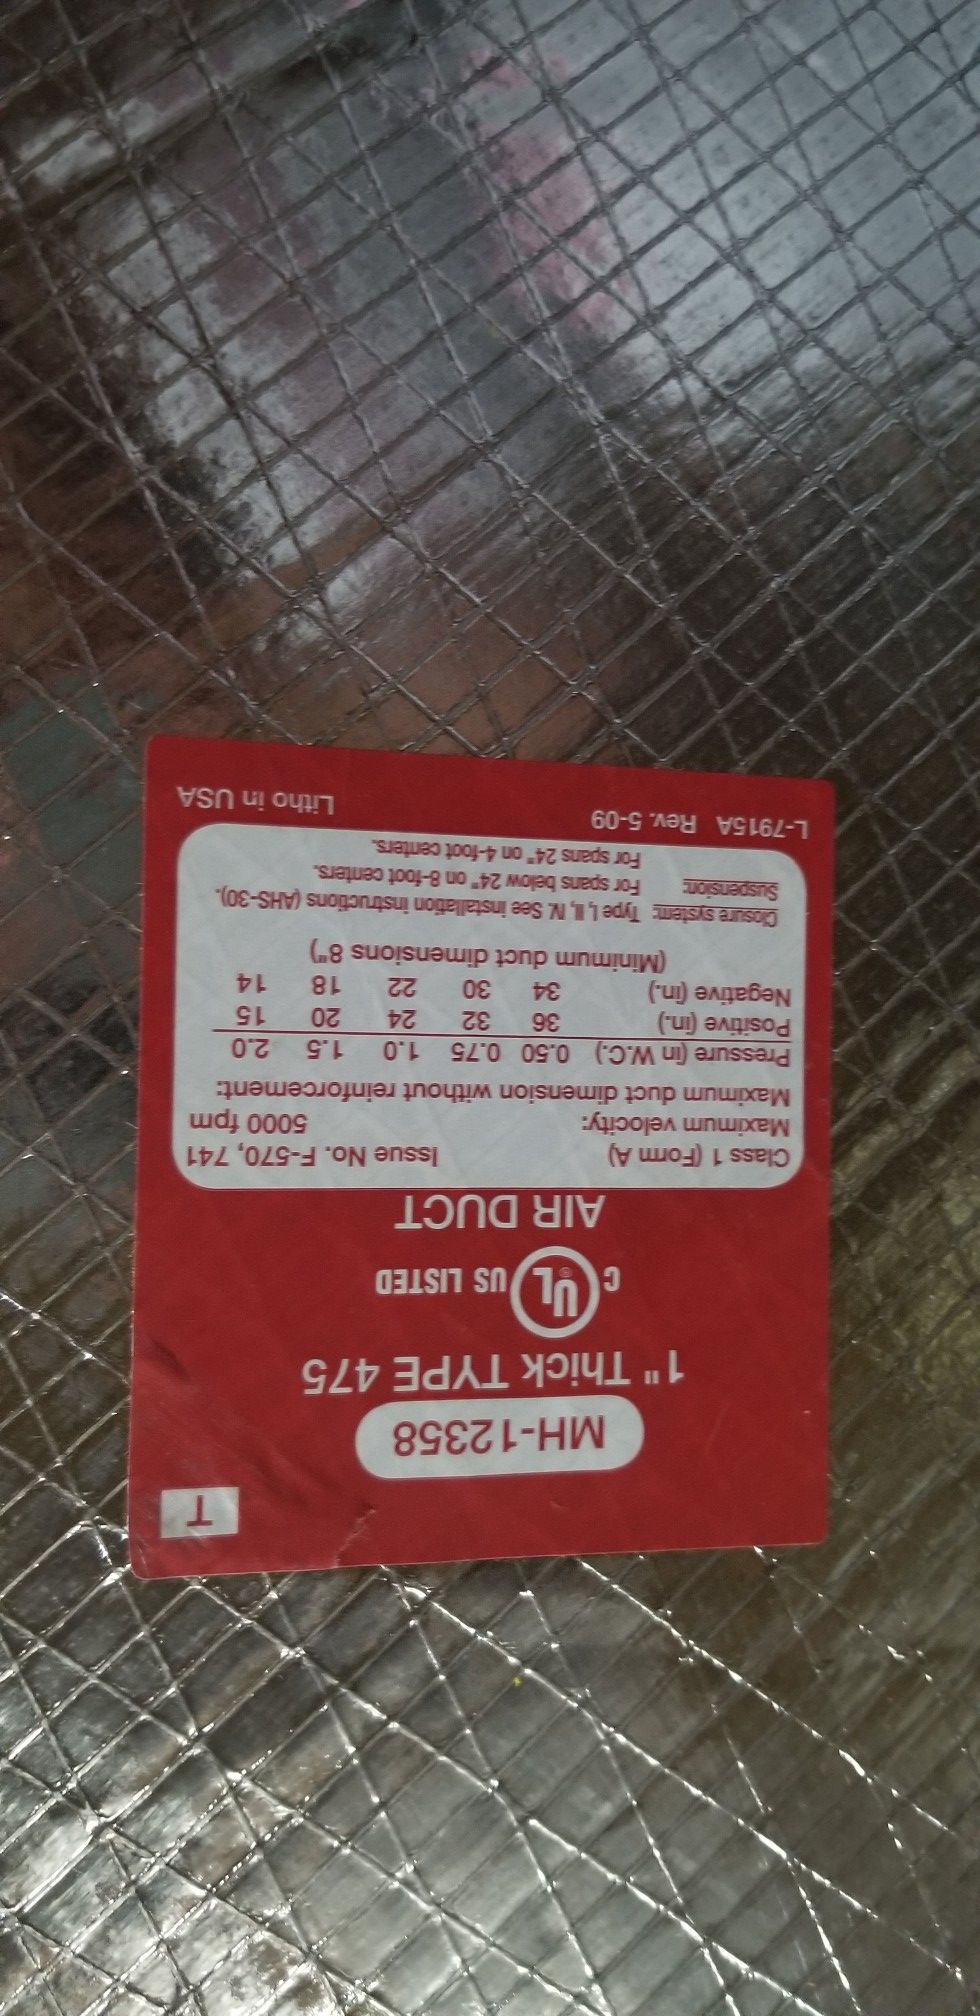 T
MH-12358
1" Thick TYPE 475
C UL® US LISTED
AIR DUCT
Class 1 (Form A) Issue No. F-570, 741
Maximum velocity: 5000 fpm
Maximum duct dimension without reinforcement:
Pressure (in W.C.) 0.50 0.75 1.0 1.5 2.0
Positive (in.) 36 32 24 20 15
Negative (in.) 34 30 22 18 14
(Minimum duct dimensions 8")
Closure system: Type I, II, IV. See installation instructions (AHS-30).
Suspension: For spans below 24" on 8-foot centers.
For spans 24" on 4-foot centers.
L-7915A Rev. 5-09 Litho in USA